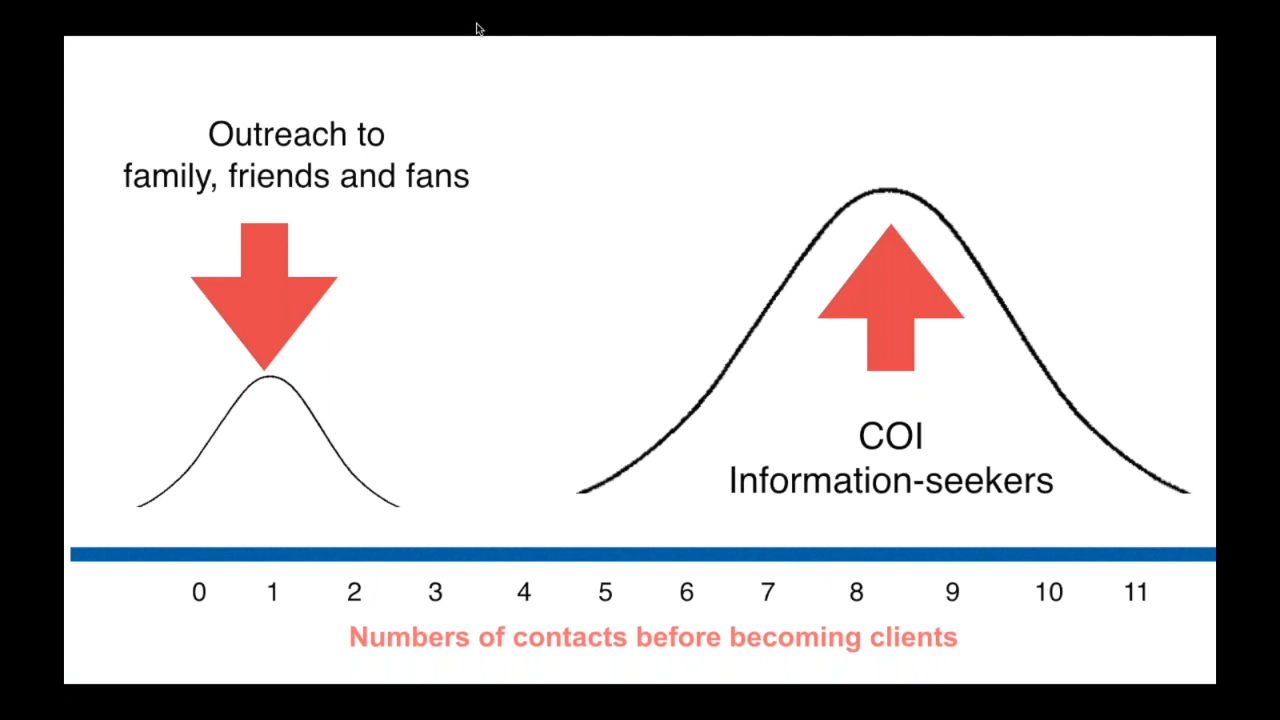 Outreach to
family, friends and fans
COI
Information-seekers
0 1 2 3 4 5 6 7 8 9 10 11
Numbers of contacts before becoming clients